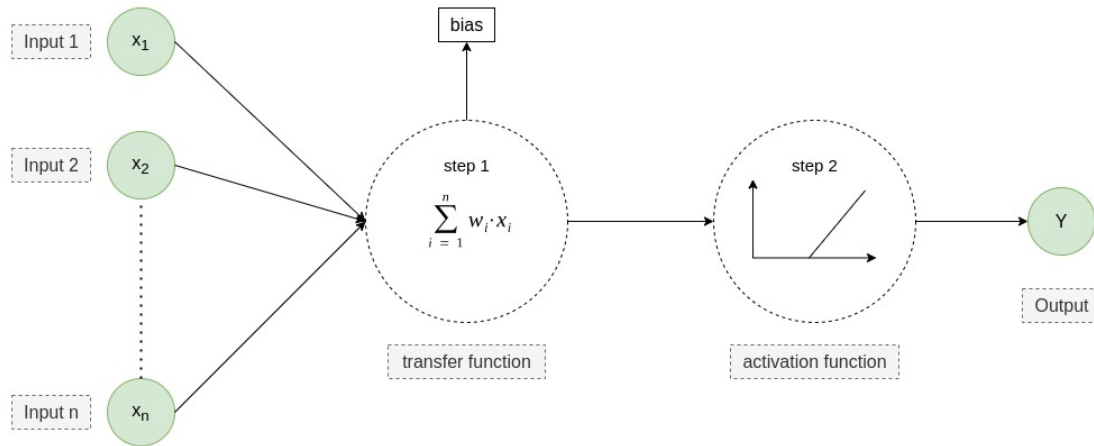 bias
Input 1
x₁
Input 2
x₂
step 1
step 2
n
∑ wᵢ·xᵢ
i = 1
Y
Output
transfer function
activation function
Input n
xₙ